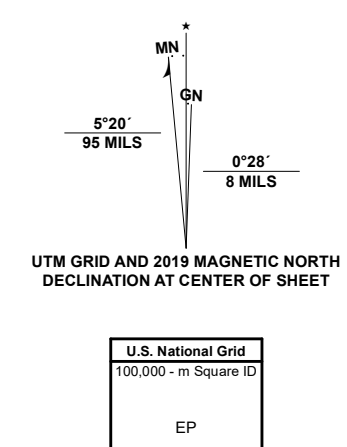 ★
MN
GN
5°20´
95 MILS
0°28´
8 MILS
UTM GRID AND 2019 MAGNETIC NORTH
DECLINATION AT CENTER OF SHEET
U.S. National Grid
100,000 - m Square ID
EP